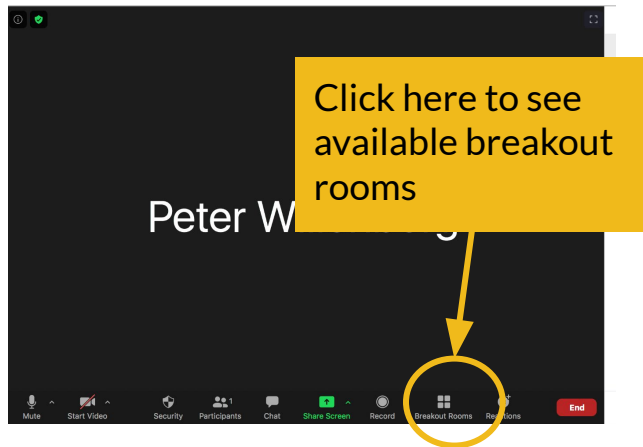 Click here to see
available breakout
rooms
Peter W
1
Mute
Start Video
Security
Participants
Chat
Share Screen
Record
Breakout Rooms
Reactions
End